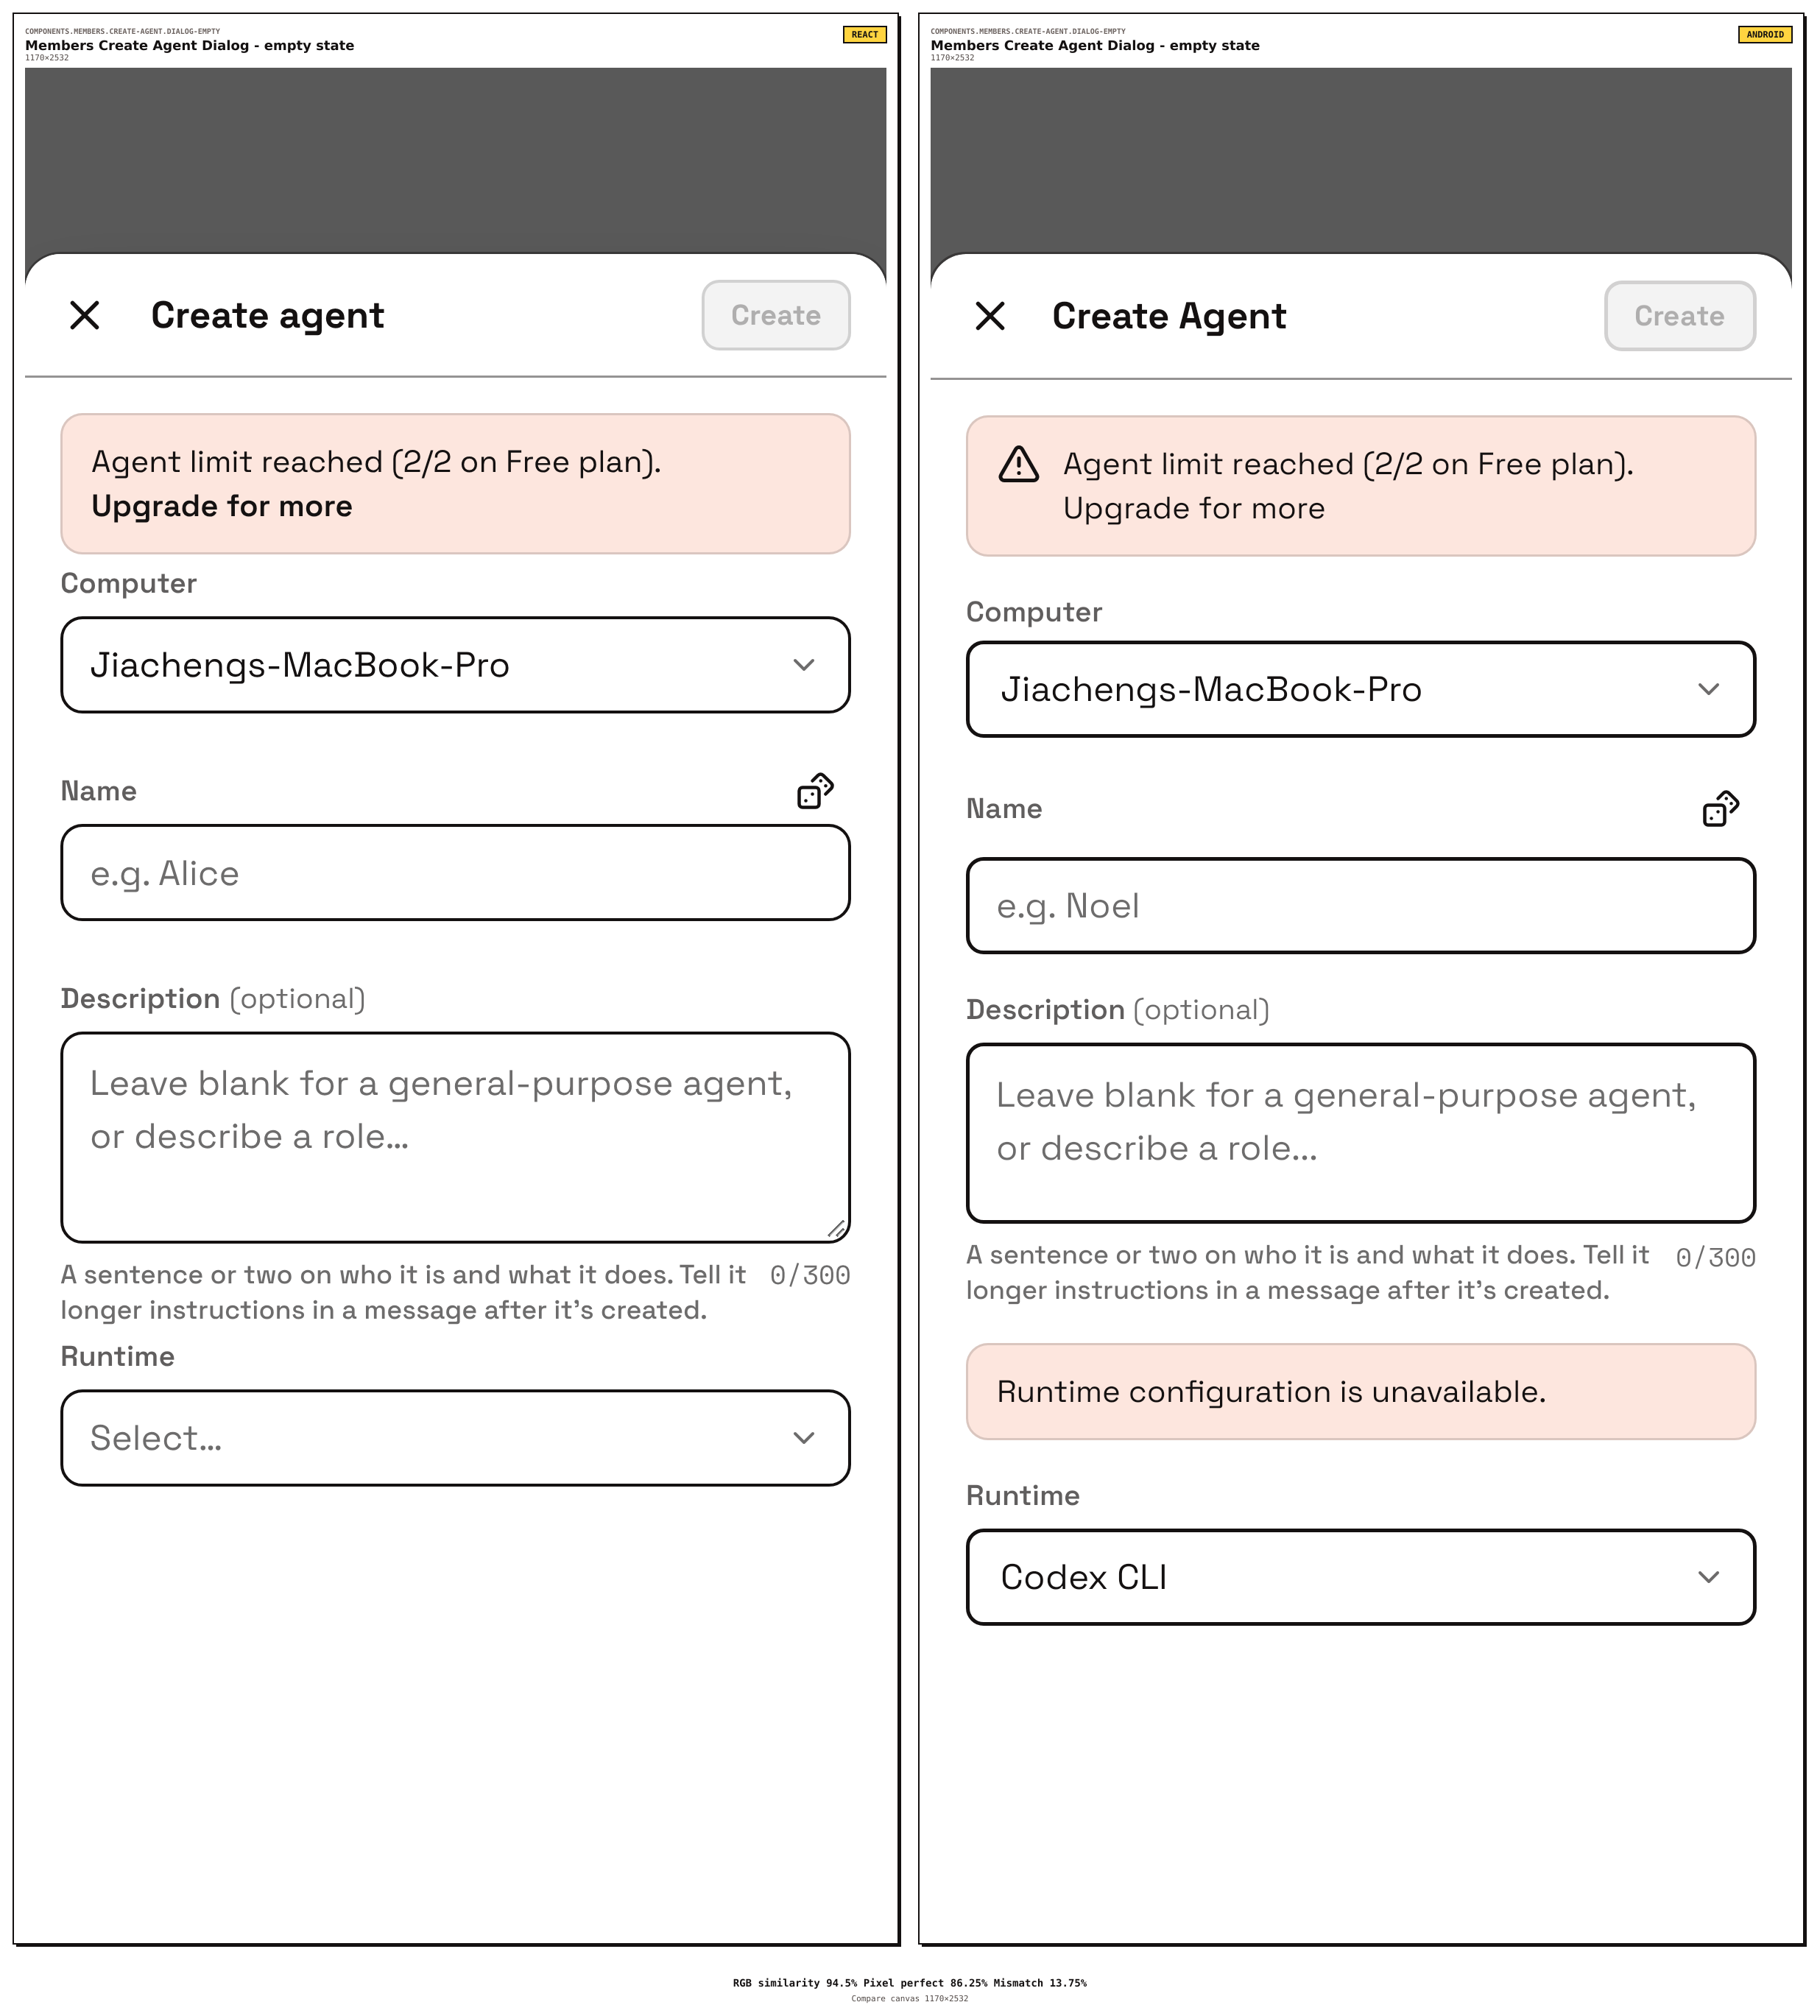 COMPONENTS.MEMBERS.CREATE-AGENT.DIALOG-EMPTY
Members Create Agent Dialog - empty state
1170×2532
REACT
Create agent
Create
Agent limit reached (2/2 on Free plan).
Upgrade for more
Computer
Jiachengs-MacBook-Pro
Name
e.g. Alice
Description (optional)
Leave blank for a general-purpose agent,
or describe a role…
A sentence or two on who it is and what it does. Tell it
longer instructions in a message after it’s created.
0/300
Runtime
Select…
COMPONENTS.MEMBERS.CREATE-AGENT.DIALOG-EMPTY
Members Create Agent Dialog - empty state
1170×2532
ANDROID
Create Agent
Create
Agent limit reached (2/2 on Free plan).
Upgrade for more
Computer
Jiachengs-MacBook-Pro
Name
e.g. Noel
Description (optional)
Leave blank for a general-purpose agent,
or describe a role...
A sentence or two on who it is and what it does. Tell it
longer instructions in a message after it’s created.
0/300
Runtime configuration is unavailable.
Runtime
Codex CLI
RGB similarity 94.5% Pixel perfect 86.25% Mismatch 13.75%
Compare canvas 1170×2532